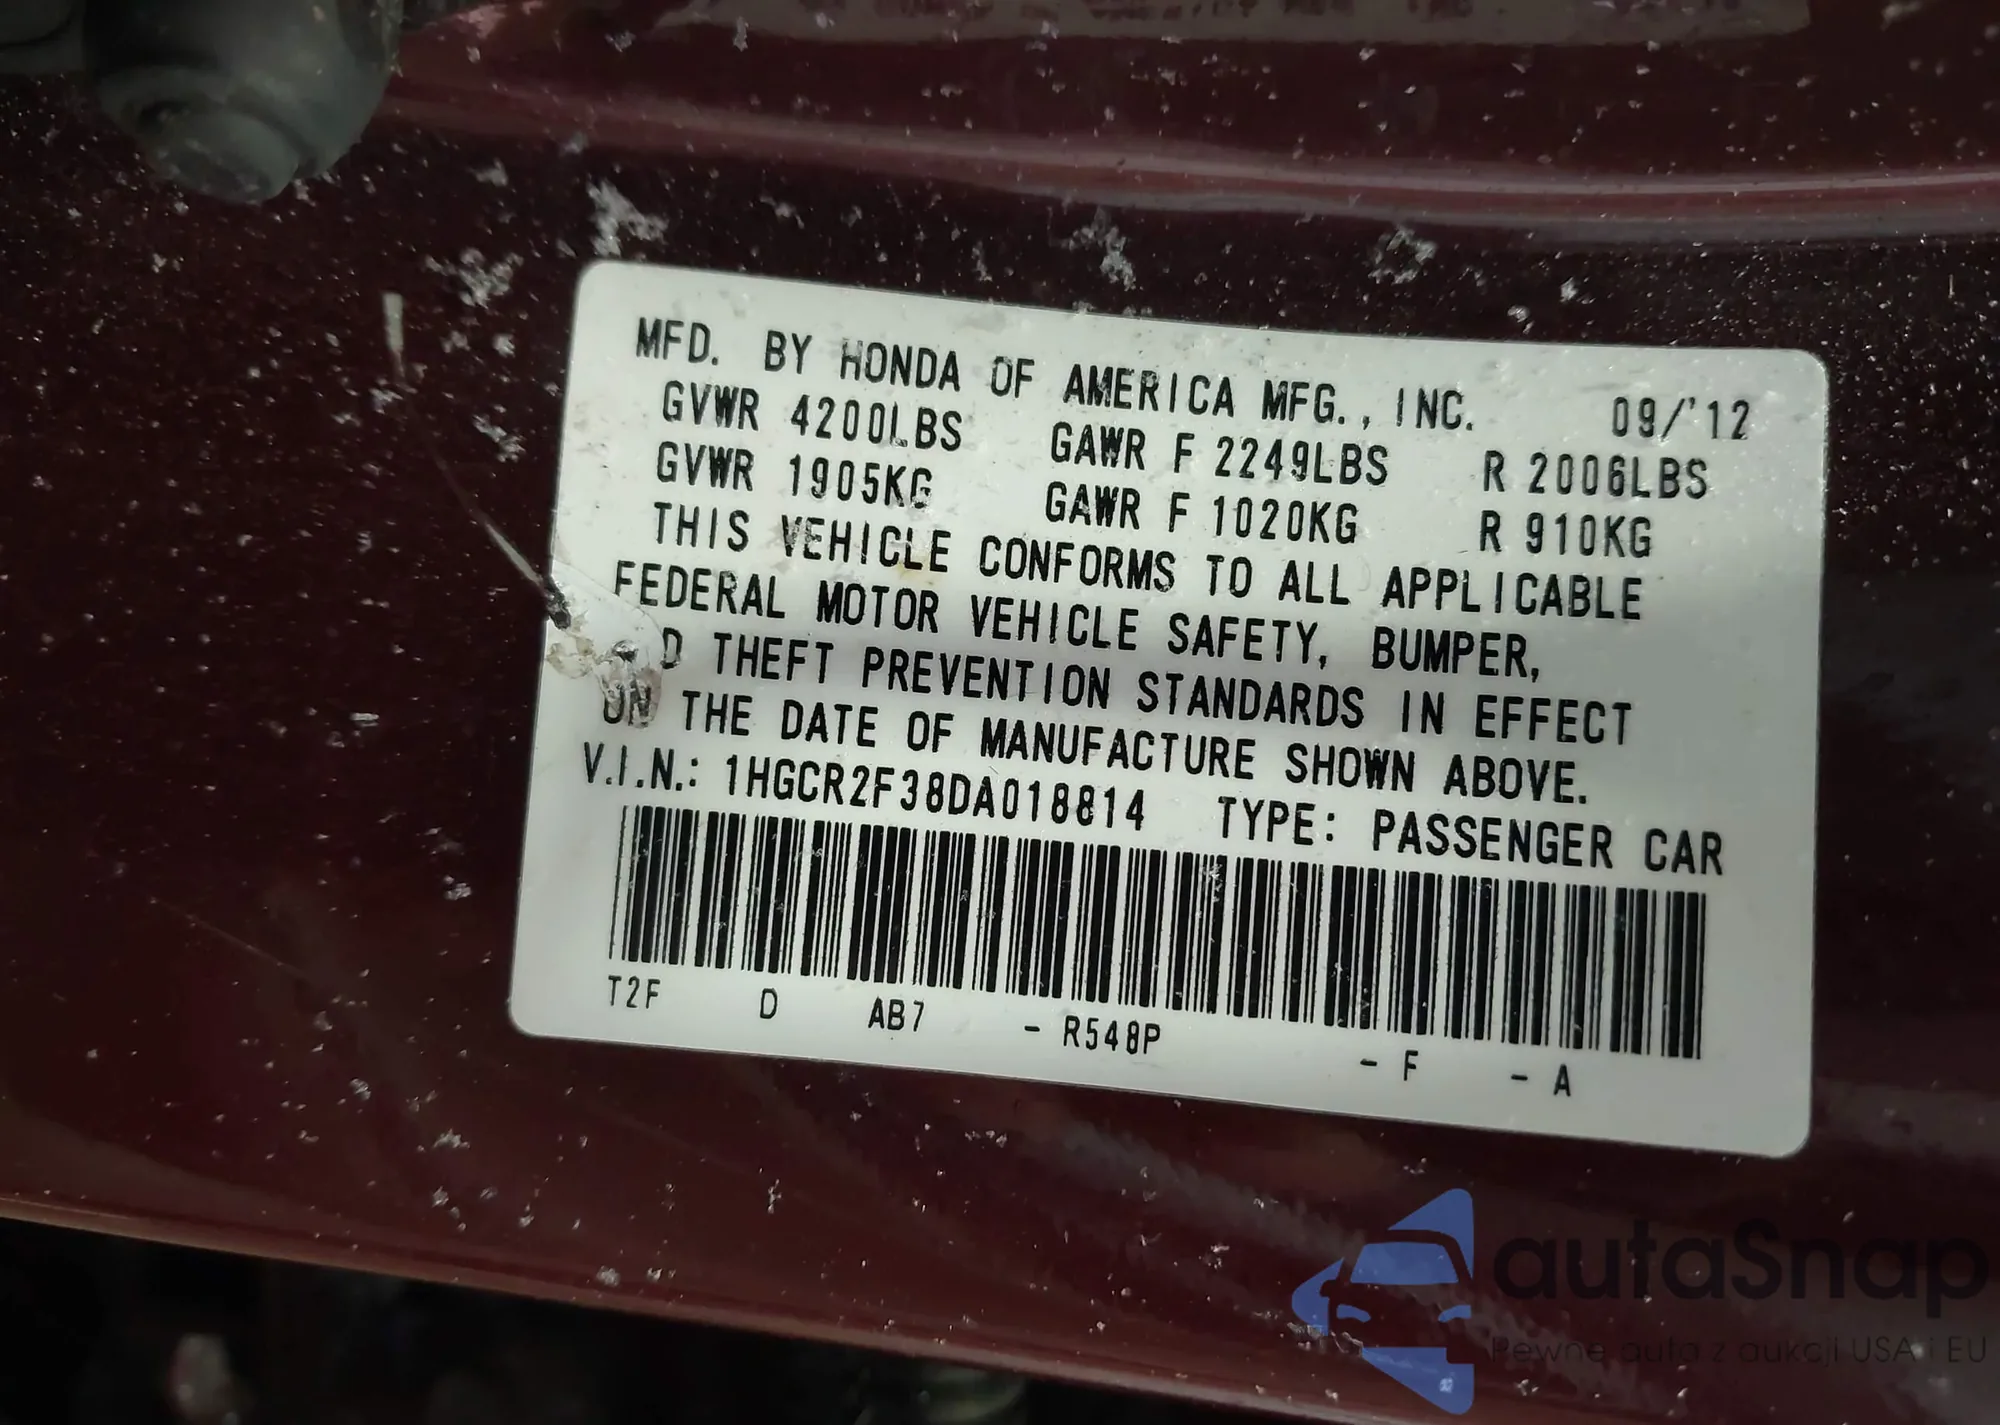 MFD. BY HONDA OF AMERICA MFG., INC. 09/'12
GVWR 4200LBS GAWR F 2249LBS R 2006LBS
GVWR 1905KG GAWR F 1020KG R 910KG
THIS VEHICLE CONFORMS TO ALL APPLICABLE
FEDERAL MOTOR VEHICLE SAFETY, BUMPER,
D THEFT PREVENTION STANDARDS IN EFFECT
ON THE DATE OF MANUFACTURE SHOWN ABOVE.
V.I.N.: 1HGCR2F38DA018814 TYPE: PASSENGER CAR
T2F D AB7 - R548P - F - A
autaSnap
Pewne auta z aukcji USA i EU